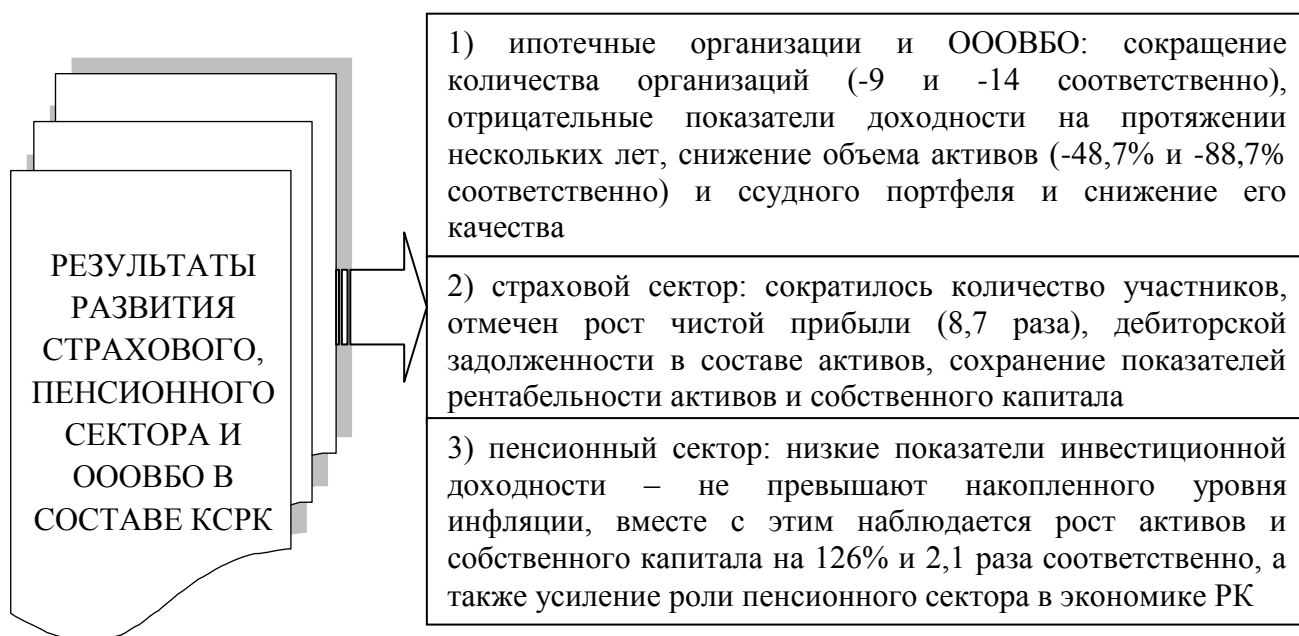 РЕЗУЛЬТАТЫ
РАЗВИТИЯ
СТРАХОВОГО,
ПЕНСИОННОГО
СЕКТОРА И
ОООВБО В
СОСТАВЕ КСРК
1) ипотечные организации и ОООВБО: сокращение
количества организаций (-9 и -14 соответственно),
отрицательные показатели доходности на протяжении
нескольких лет, снижение объема активов (-48,7% и -88,7%
соответственно) и ссудного портфеля и снижение его
качества
2) страховой сектор: сократилось количество участников,
отмечен рост чистой прибыли (8,7 раза), дебиторской
задолженности в составе активов, сохранение показателей
рентабельности активов и собственного капитала
3) пенсионный сектор: низкие показатели инвестиционной
доходности – не превышают накопленного уровня
инфляции, вместе с этим наблюдается рост активов и
собственного капитала на 126% и 2,1 раза соответственно, а
также усиление роли пенсионного сектора в экономике РК